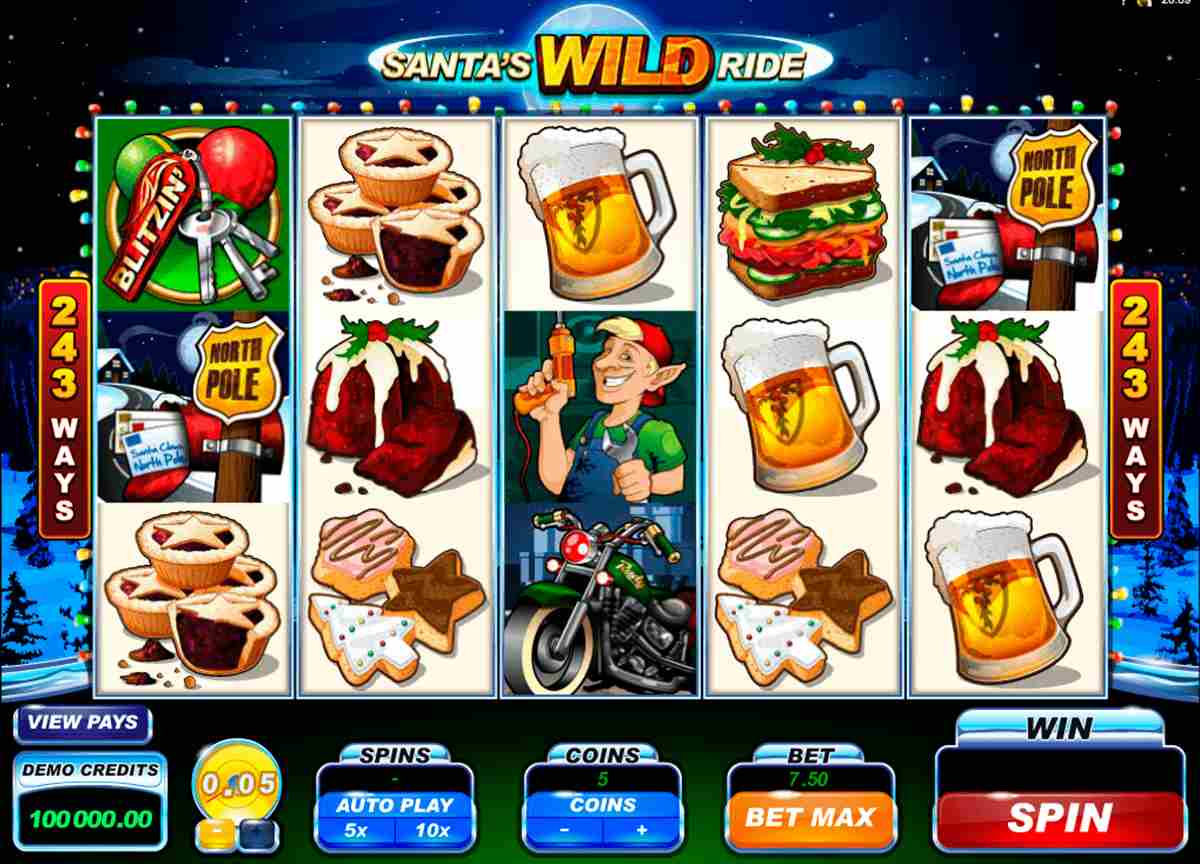 SANTA'S WILD RIDE
BLITZIN'
NORTH
POLE
Santa Claus
North Pole
243 WAYS
243 WAYS
NORTH
POLE
Santa Claus
North Pole
VIEW PAYS
DEMO CREDITS
100000.00
0.05
SPINS
-
AUTO PLAY
5x
10x
COINS
5
COINS
-
+
BET
7.50
BET MAX
WIN
SPIN